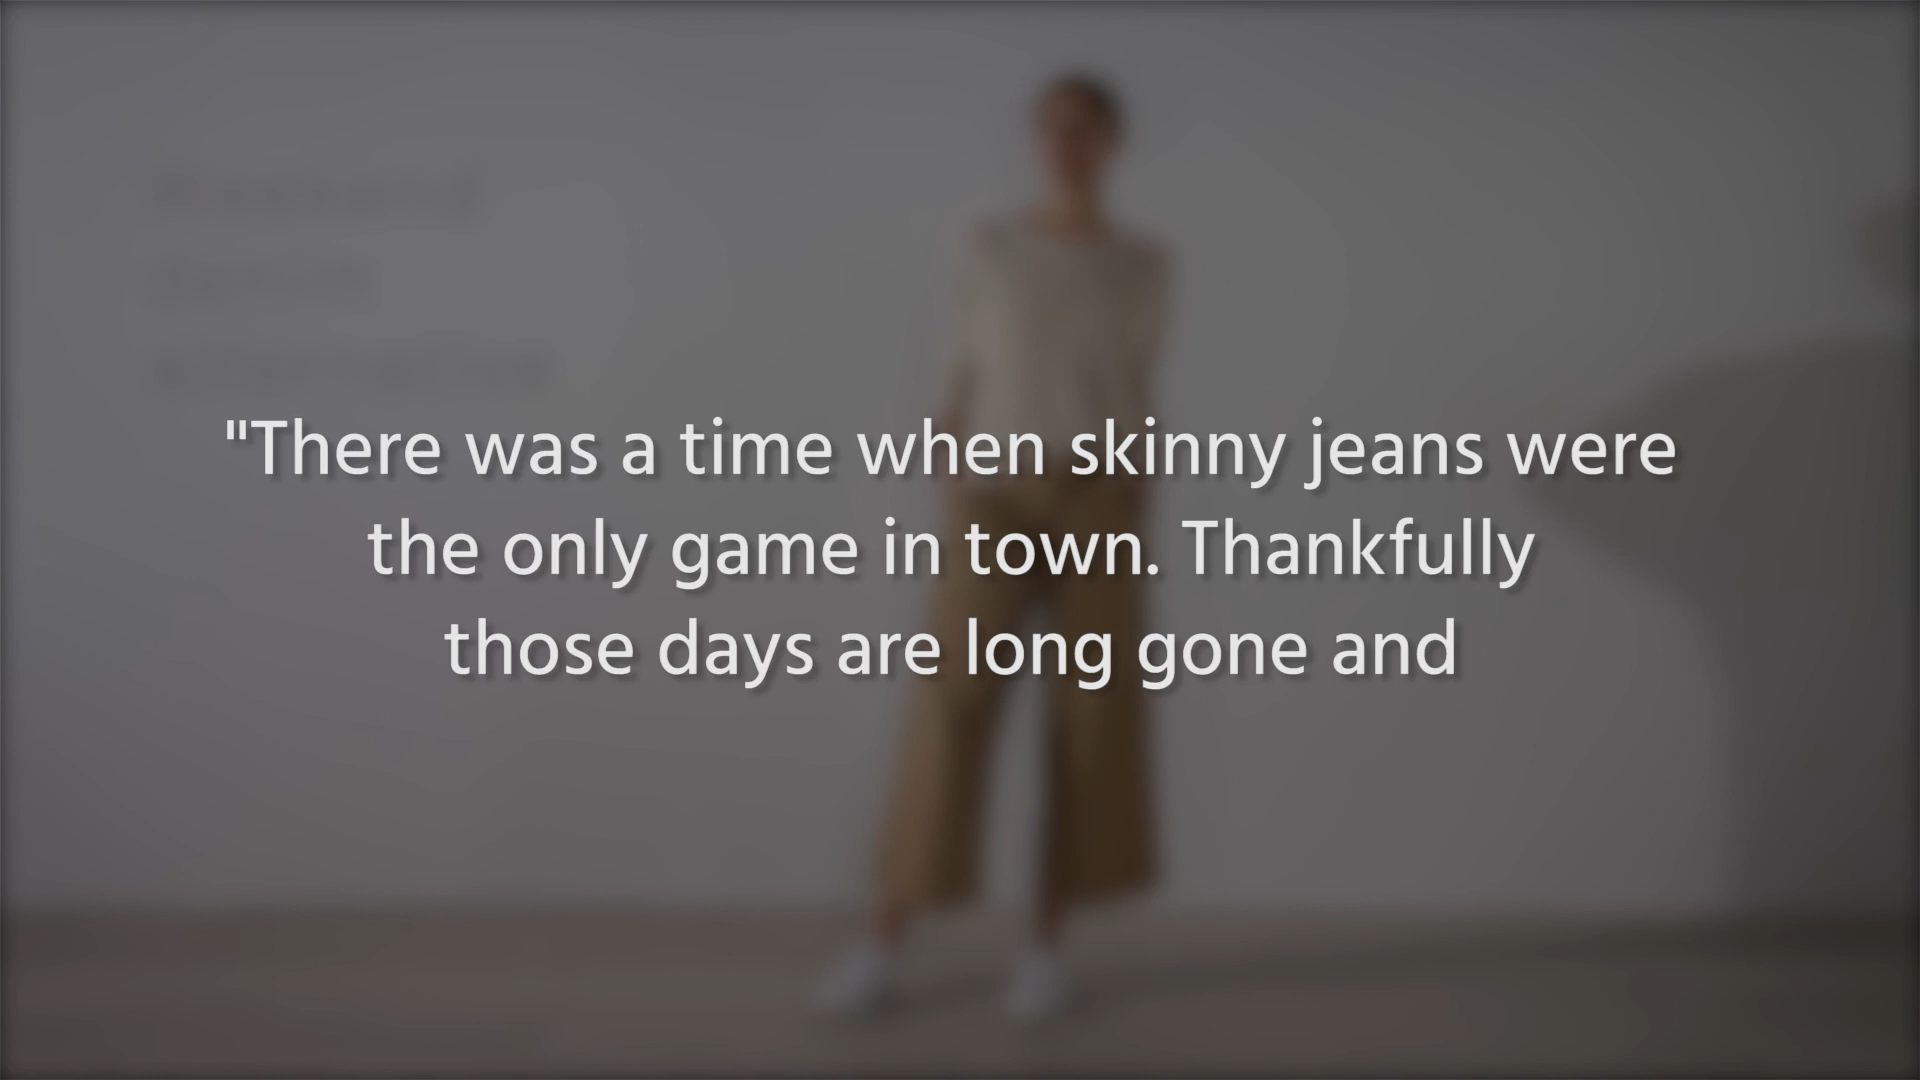 "There was a time when skinny jeans were
the only game in town. Thankfully
those days are long gone and